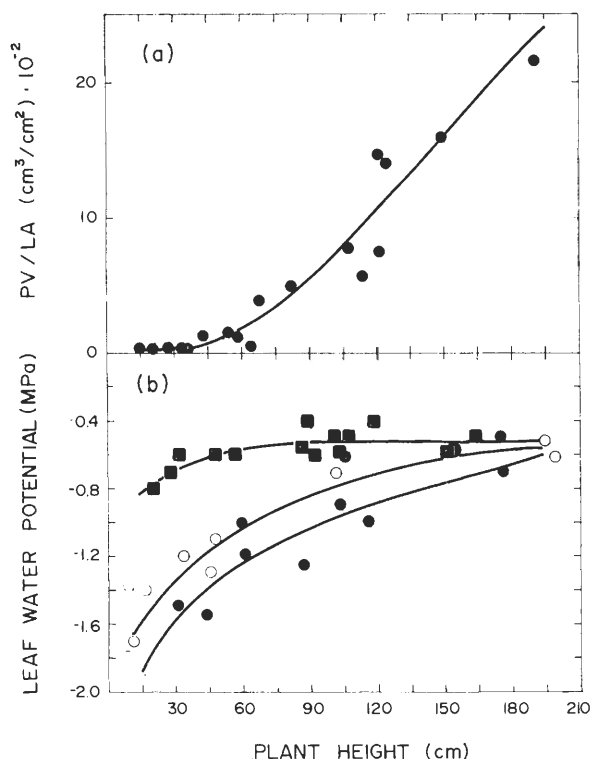 (a)
PV/LA (cm³/cm²)·10⁻²
20
10
0
(b)
LEAF WATER POTENTIAL (MPa)
-0.4
-0.8
-1.2
-1.6
-2.0
30 60 90 120 150 180 210
PLANT HEIGHT (cm)